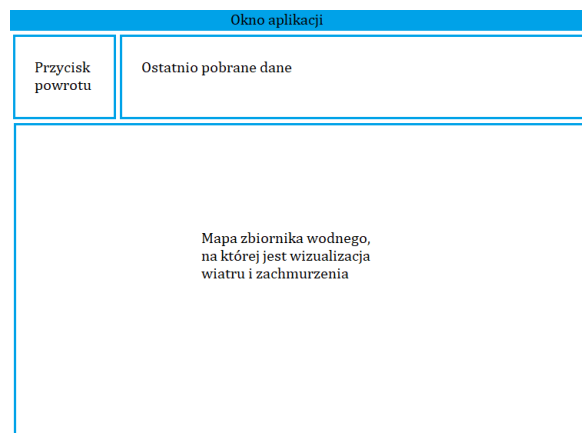 Okno aplikacji
Przycisk
powrotu
Ostatnio pobrane dane
Mapa zbiornika wodnego,
na której jest wizualizacja
wiatru i zachmurzenia